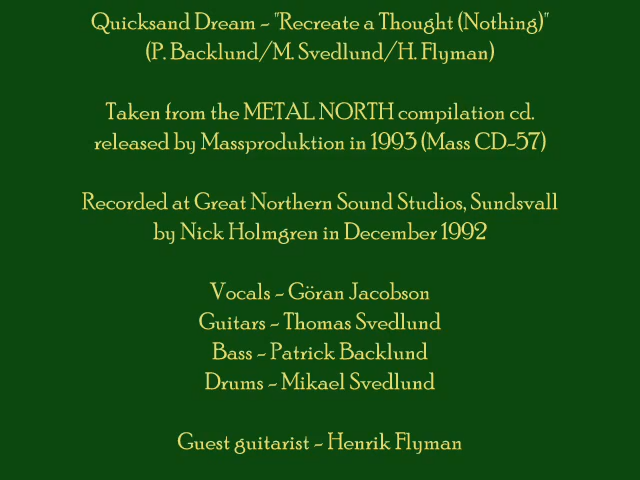 Quicksand Dream - "Recreate a Thought (Nothing)"
(P. Backlund/M. Svedlund/H. Flyman)
Taken from the METAL NORTH compilation cd.
released by Massproduktion in 1993 (Mass CD-57)
Recorded at Great Northern Sound Studios, Sundsvall
by Nick Holmgren in December 1992
Vocals - Göran Jacobson
Guitars - Thomas Svedlund
Bass - Patrick Backlund
Drums - Mikael Svedlund
Guest guitarist - Henrik Flyman